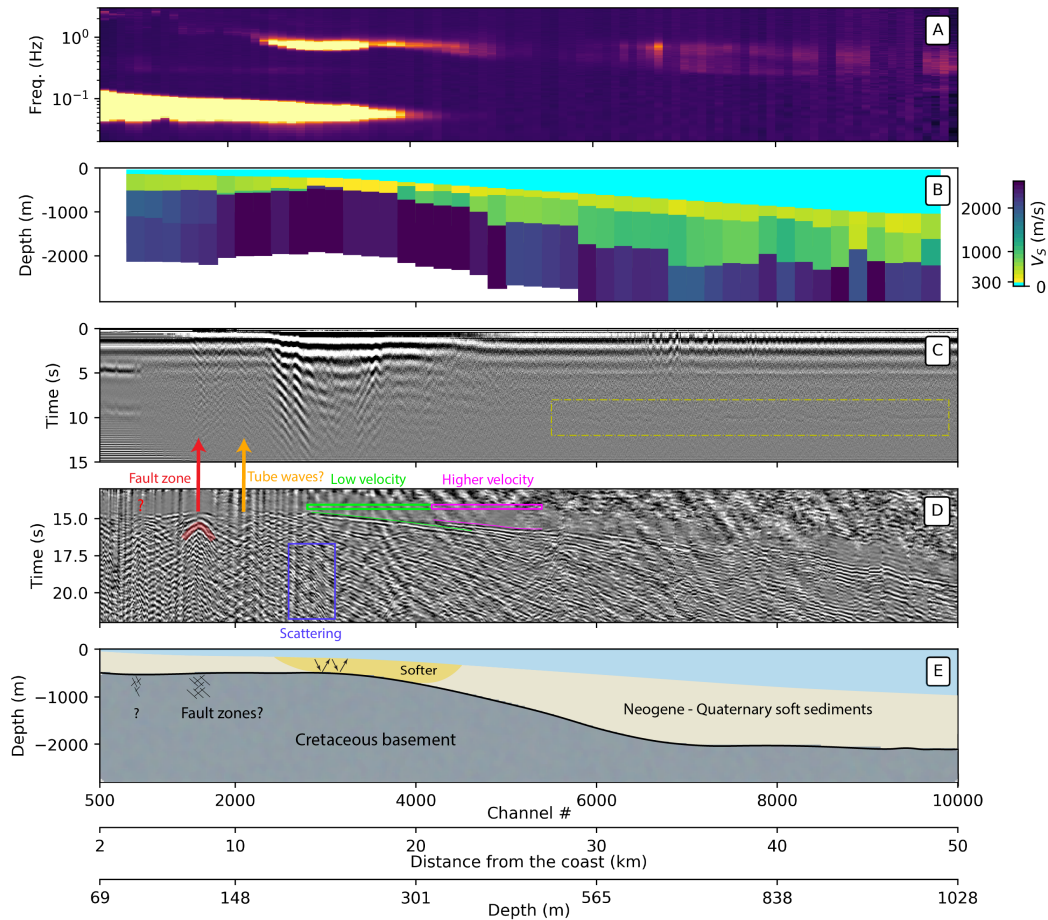 A
10⁰
10⁻¹
Freq. (Hz)
B
0
-1000
-2000
Depth (m)
2000
1000
300
0
Vs (m/s)
C
0
5
10
15
Time (s)
Fault zone
Tube waves?
Low velocity
Higher velocity
?
D
15.0
17.5
20.0
Time (s)
Scattering
E
0
−1000
−2000
Depth (m)
Softer
Neogene - Quaternary soft sediments
?
Fault zones?
Cretaceous basement
500 2000 4000 6000 8000 10000
Channel #
2 10 20 30 40 50
Distance from the coast (km)
69 148 301 565 838 1028
Depth (m)